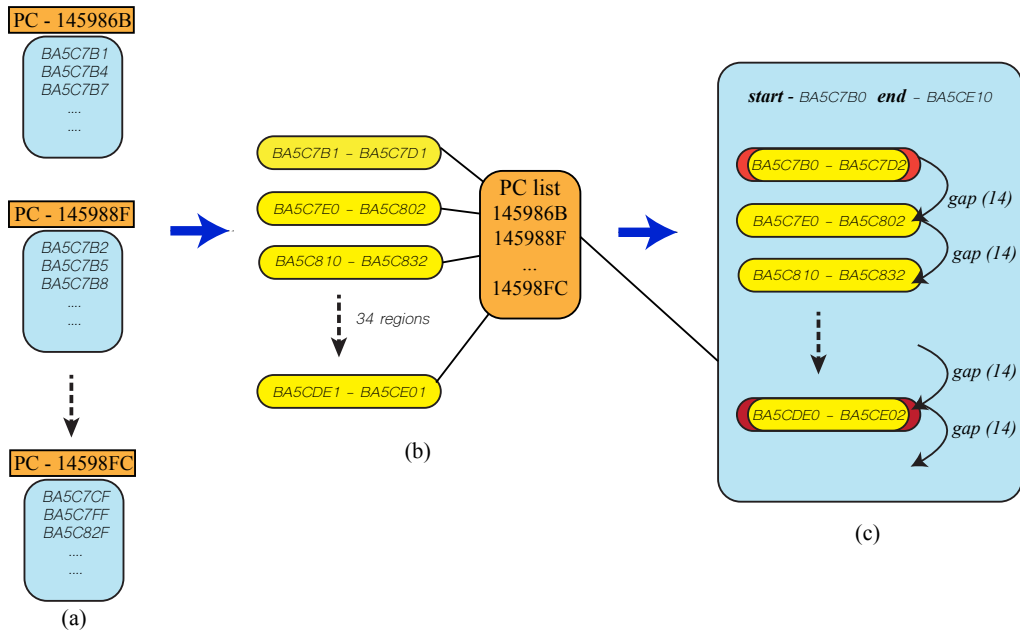 PC - 145986B
BA5C7B1
BA5C7B4
BA5C7B7
....
....
PC - 145988F
BA5C7B2
BA5C7B5
BA5C7B8
....
....
PC - 14598FC
BA5C7CF
BA5C7FF
BA5C82F
....
....
(a)
BA5C7B1 - BA5C7D1
BA5C7E0 - BA5C802
BA5C810 - BA5C832
34 regions
BA5CDE1 - BA5CE01
PC list
145986B
145988F
...
14598FC
(b)
start - BA5C7B0 end - BA5CE10
BA5C7B0 - BA5C7D2
gap (14)
BA5C7E0 - BA5C802
gap (14)
BA5C810 - BA5C832
gap (14)
BA5CDE0 - BA5CE02
gap (14)
(c)